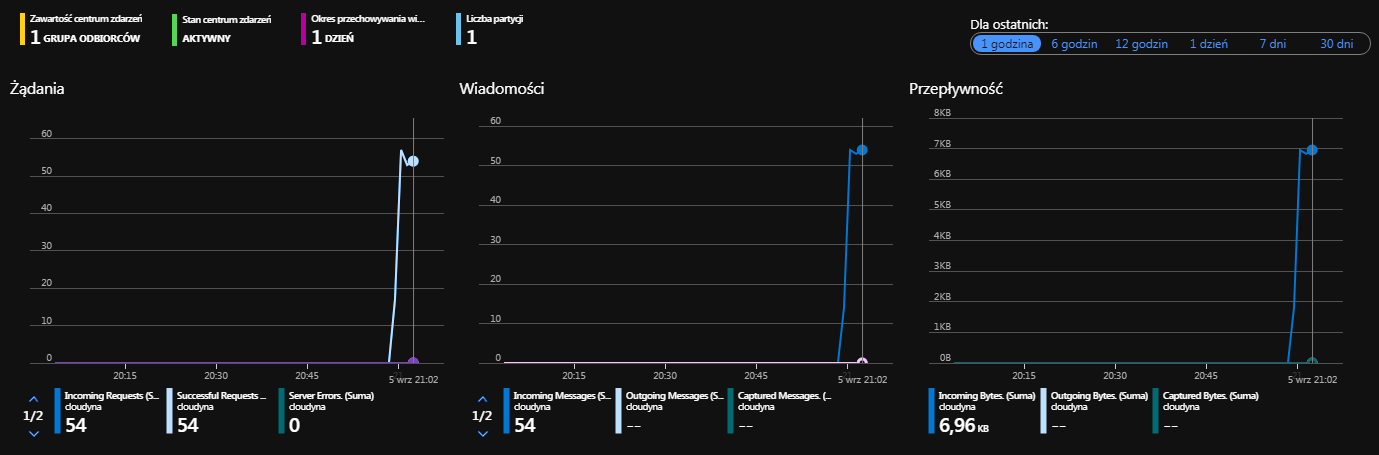 Zawartość centrum zdarzeń
1 GRUPA ODBIORCÓW
Stan centrum zdarzeń
AKTYWNY
Okres przechowywania wi...
1 DZIEŃ
Liczba partycji
1
Dla ostatnich:
1 godzina 6 godzin 12 godzin 1 dzień 7 dni 30 dni
Żądania
60
50
40
30
20
10
0
20:15 20:30 20:45 21
5 wrz 21:02
1/2
Incoming Requests (S...
cloudyna
54
Successful Requests ...
cloudyna
54
Server Errors. (Suma)
cloudyna
0
Wiadomości
60
50
40
30
20
10
0
20:15 20:30 20:45 21
5 wrz 21:02
1/2
Incoming Messages (S...
cloudyna
54
Outgoing Messages (S...
cloudyna
--
Captured Messages. (...
cloudyna
--
Przepływność
8KB
7KB
6KB
5KB
4KB
3KB
2KB
1KB
0B
20:15 20:30 20:45 21
5 wrz 21:02
Incoming Bytes. (Suma)
cloudyna
6,96 KB
Outgoing Bytes. (Suma)
cloudyna
--
Captured Bytes. (Suma)
cloudyna
--